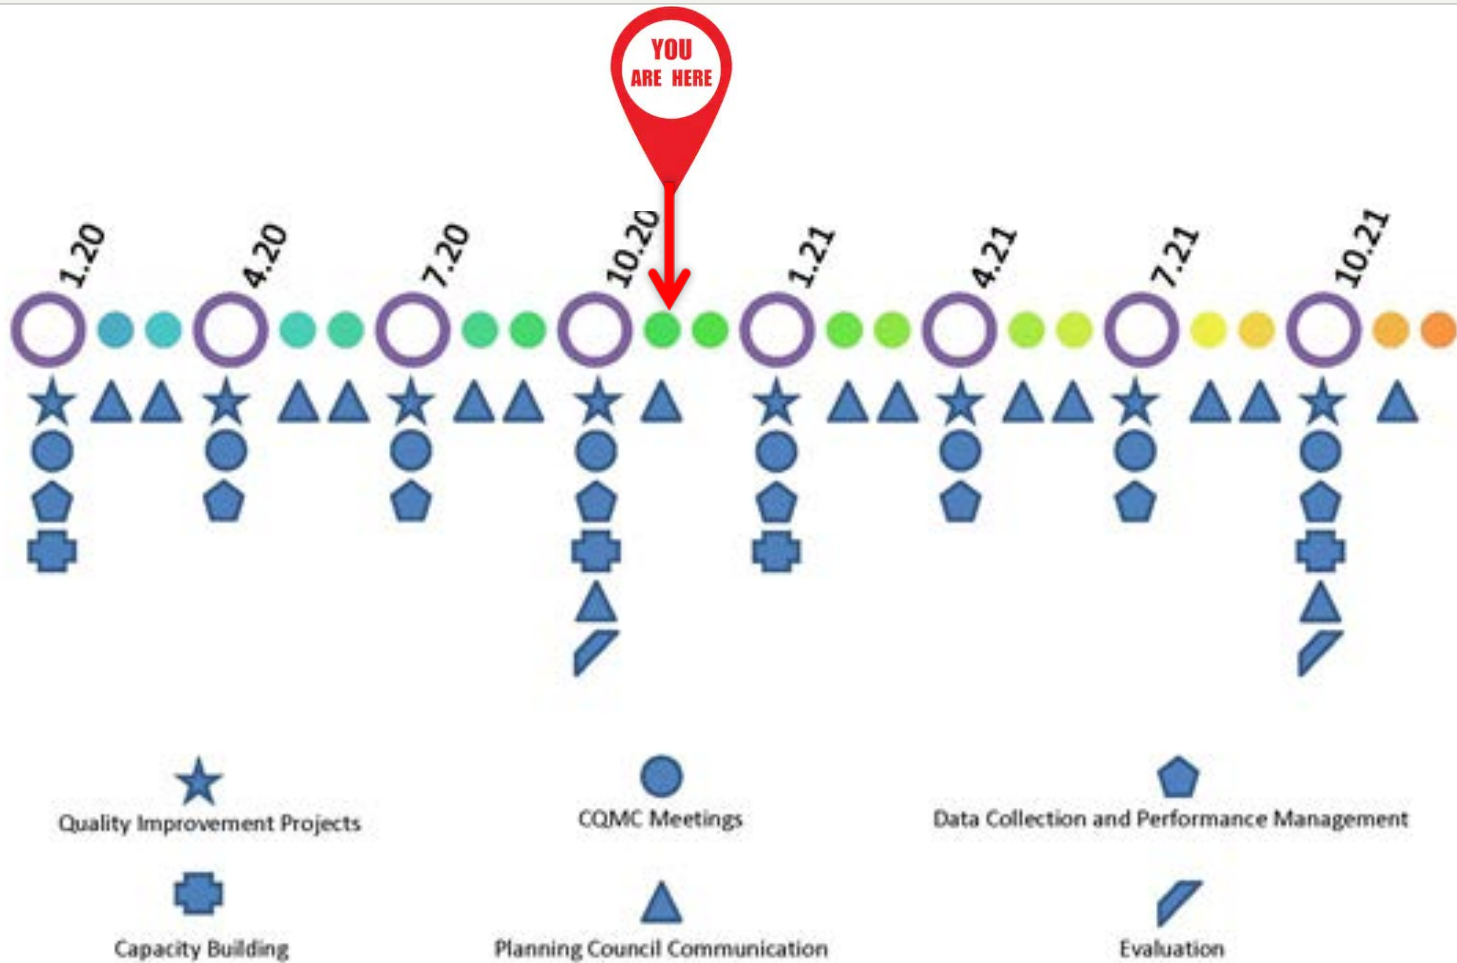 YOU
ARE HERE
1.20
4.20
7.20
10.20
1.21
4.21
7.21
10.21
Quality Improvement Projects
CQMC Meetings
Data Collection and Performance Management
Capacity Building
Planning Council Communication
Evaluation